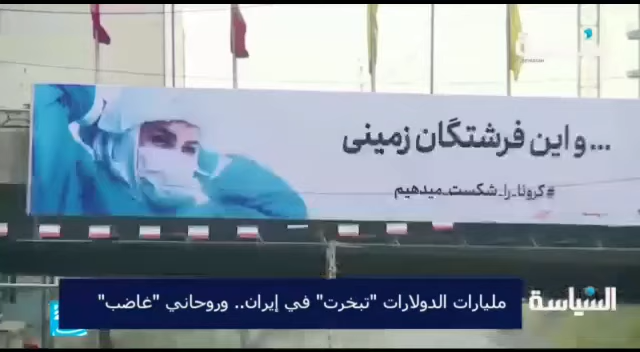 ... و این فرشتگان زمینی
#کرونا_را_شکست_میدهیم
السياسة
مليارات الدولارات "تبخرت" في إيران.. وروحاني "غاضب"